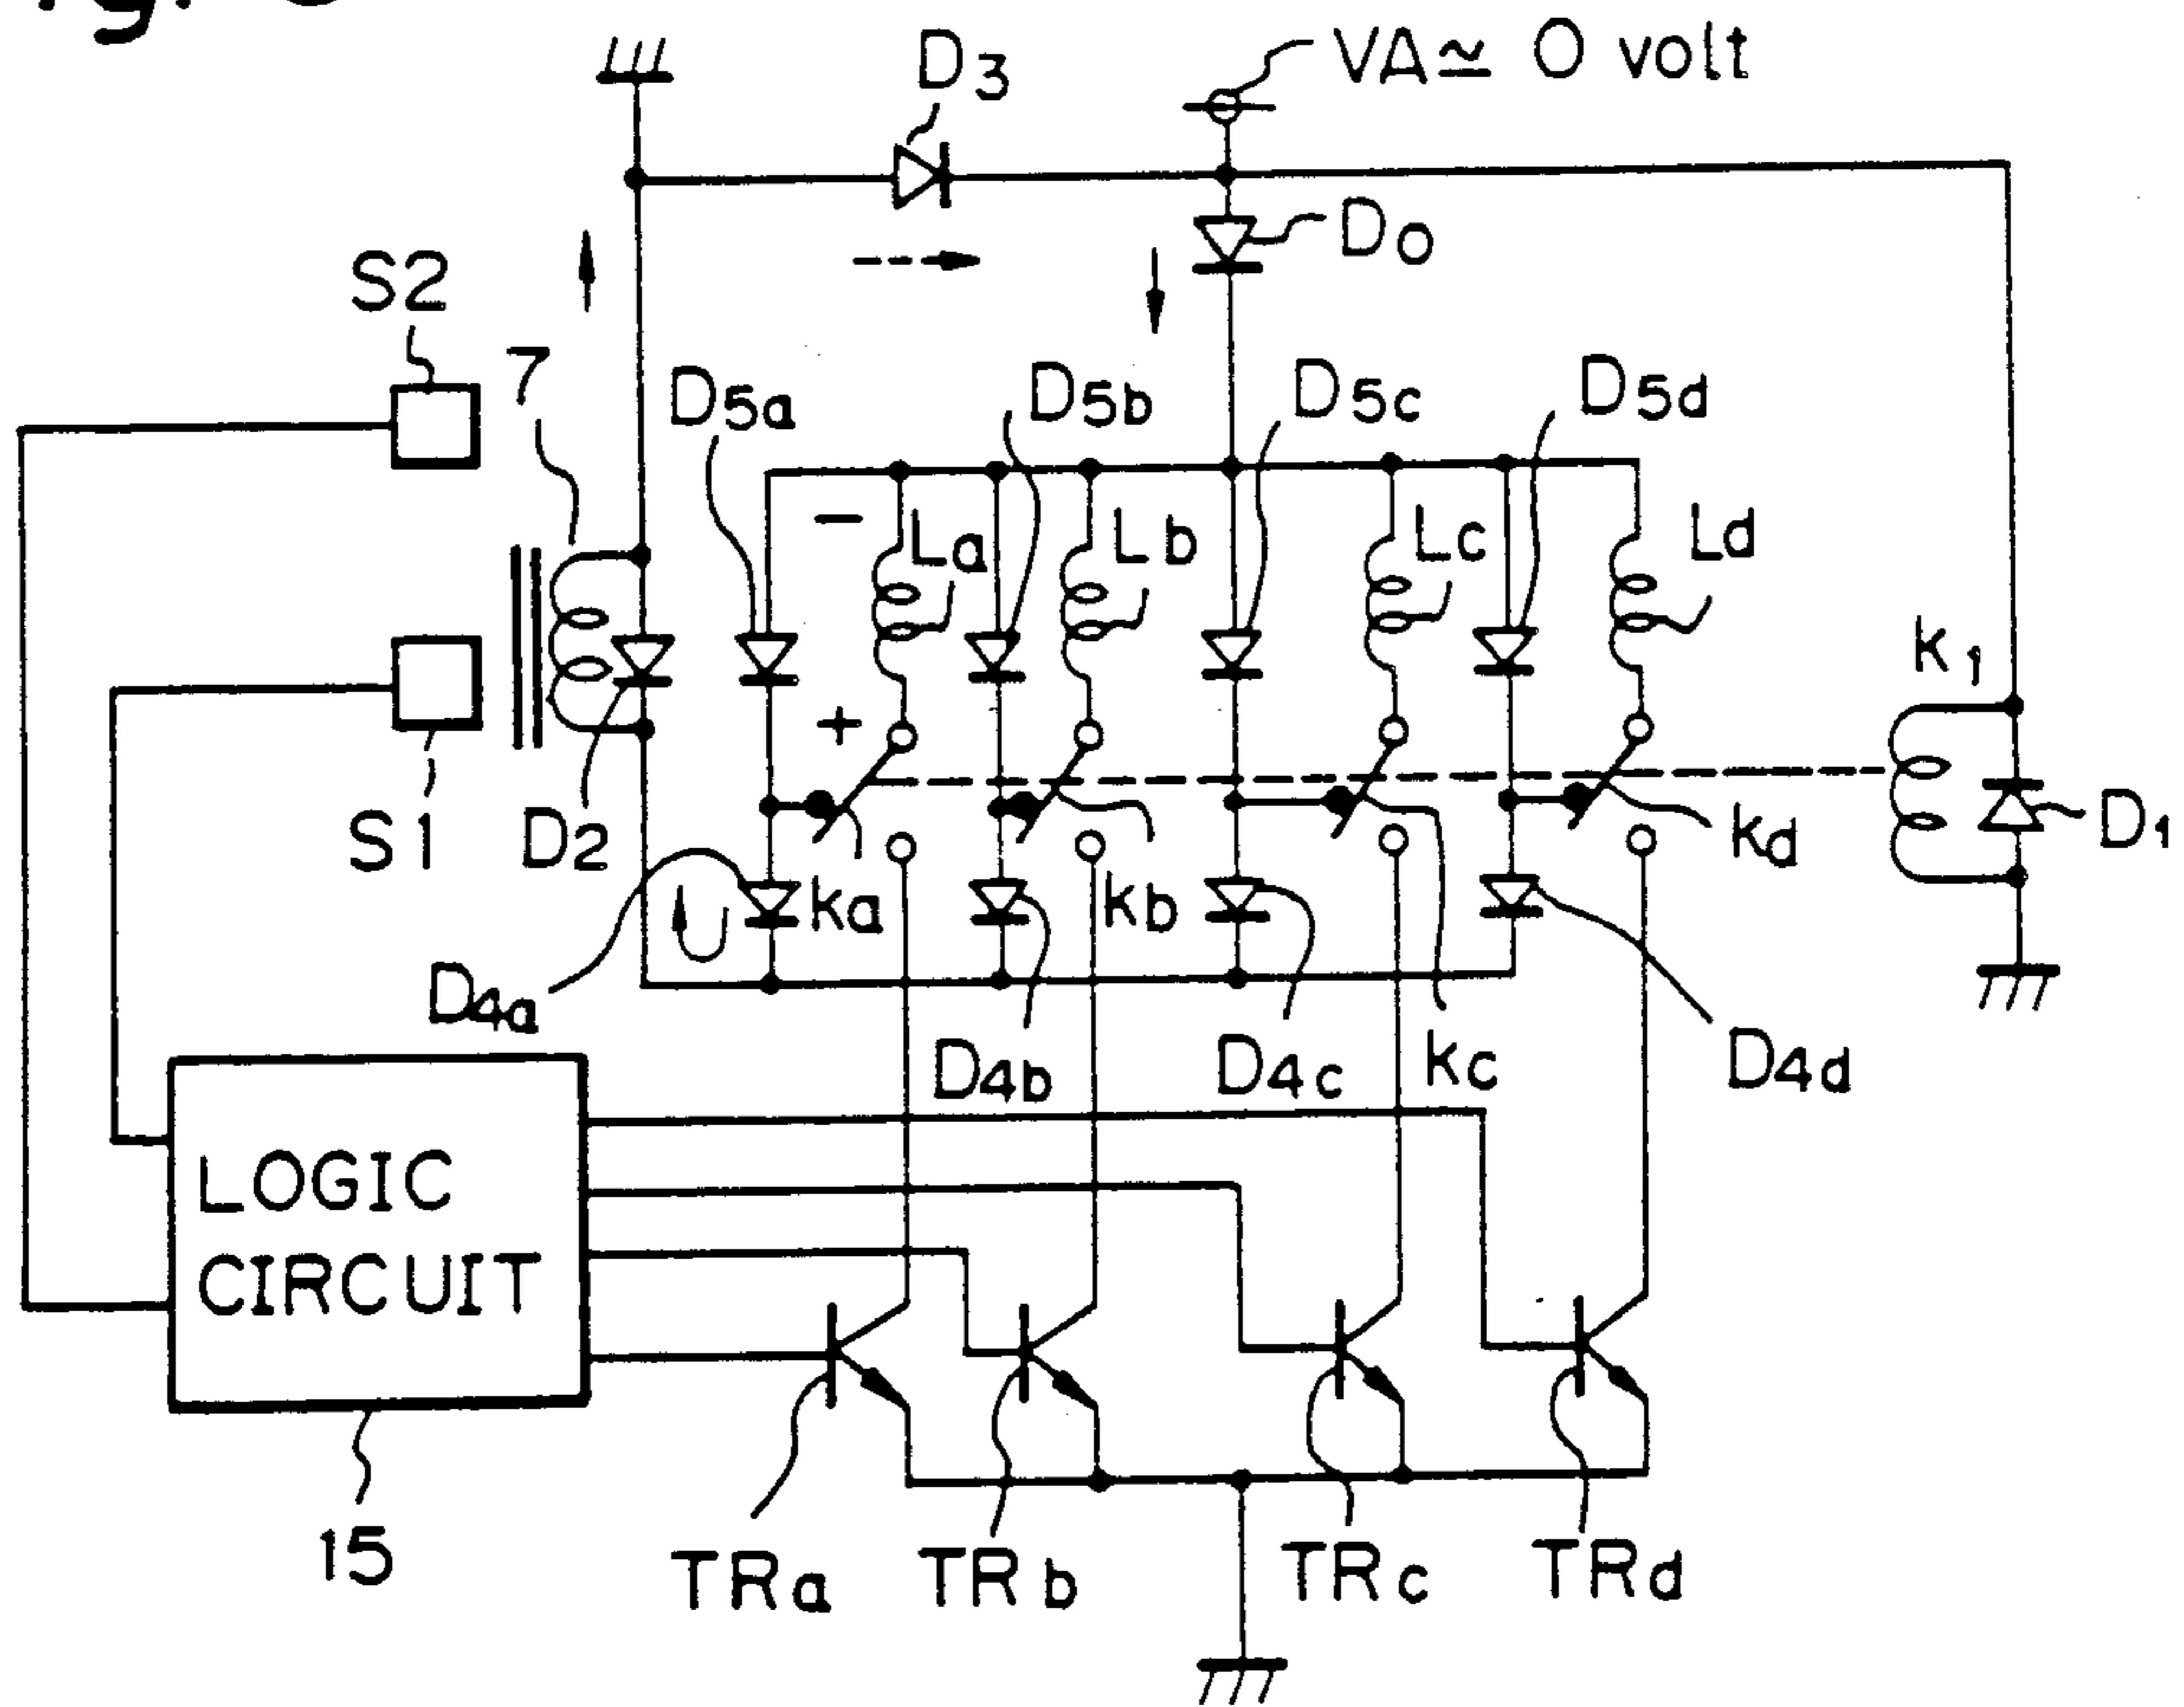 D3
VA≃ 0 volt
D0
S2
7
D5a
D5b
D5c
D5d
−
La
Lb
Lc
Ld
k1
+
S1
D2
ka
kb
kd
D1
D4a
D4b
D4c
kc
D4d
LOGIC
CIRCUIT
15
TRa
TRb
TRc
TRd